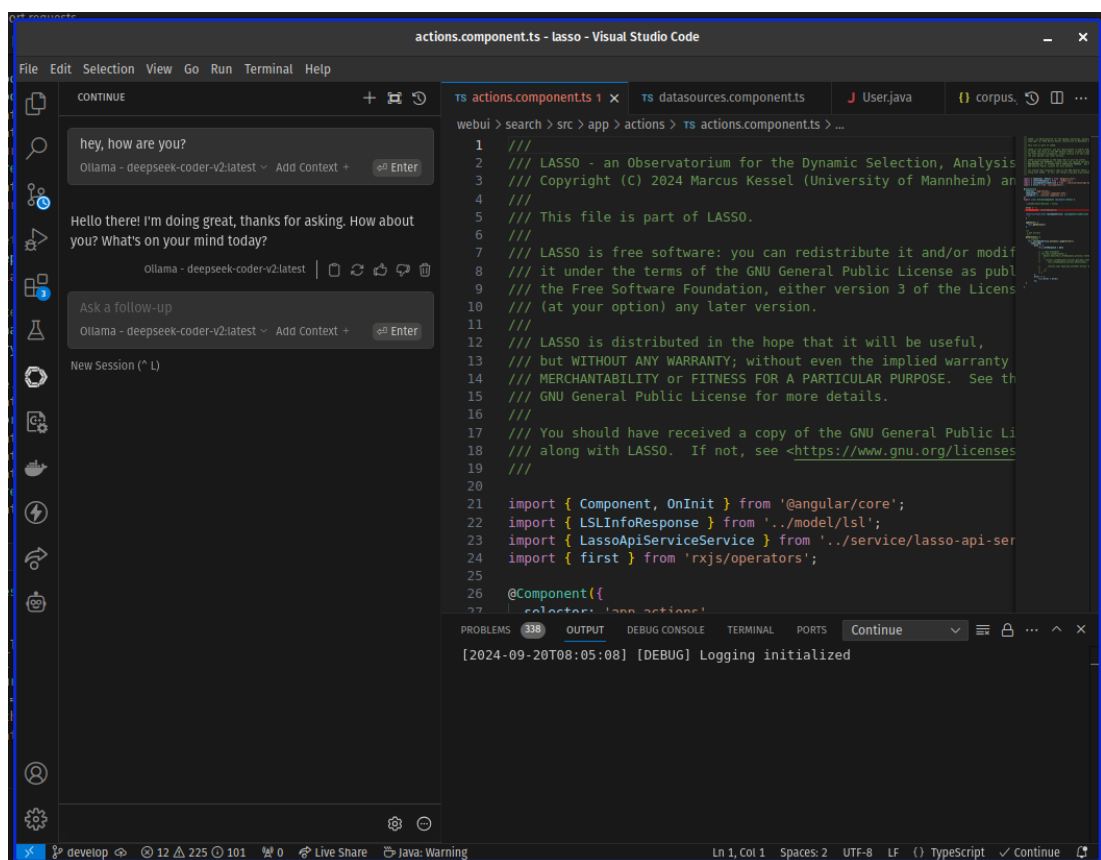 actions.component.ts - lasso - Visual Studio Code
File Edit Selection View Go Run Terminal Help
CONTINUE
hey, how are you?
Ollama - deepseek-coder-v2:latest Add Context + Enter
Hello there! I'm doing great, thanks for asking. How about
you? What's on your mind today?
Ollama - deepseek-coder-v2:latest
Ask a follow-up
Ollama - deepseek-coder-v2:latest Add Context + Enter
New Session (^ L)
3
TS actions.component.ts 1 TS datasources.component.ts J User.java {} corpus.
webui > search > src > app > actions > TS actions.component.ts > ...
1 ///
2 /// LASSO - an Observatorium for the Dynamic Selection, Analysis
3 /// Copyright (C) 2024 Marcus Kessel (University of Mannheim) an
4 ///
5 /// This file is part of LASSO.
6 ///
7 /// LASSO is free software: you can redistribute it and/or modif
8 /// it under the terms of the GNU General Public License as publ
9 /// the Free Software Foundation, either version 3 of the Licens
10 /// (at your option) any later version.
11 ///
12 /// LASSO is distributed in the hope that it will be useful,
13 /// but WITHOUT ANY WARRANTY; without even the implied warranty
14 /// MERCHANTABILITY or FITNESS FOR A PARTICULAR PURPOSE. See th
15 /// GNU General Public License for more details.
16 ///
17 /// You should have received a copy of the GNU General Public Li
18 /// along with LASSO. If not, see <https://www.gnu.org/licenses
19 ///
20
21 import { Component, OnInit } from '@angular/core';
22 import { LSLInfoResponse } from '../model/lsl';
23 import { LassoApiServiceService } from '../service/lasso-api-ser
24 import { first } from 'rxjs/operators';
25
26 @Component({
27 selector: 'app-actions'
PROBLEMS 338 OUTPUT DEBUG CONSOLE TERMINAL PORTS Continue
[2024-09-20T08:05:08] [DEBUG] Logging initialized
develop 12 225 101 0 Live Share Java: Warning Ln 1, Col 1 Spaces: 2 UTF-8 LF {} TypeScript Continue